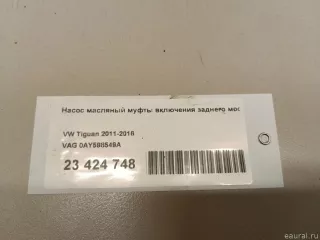 Насос масляный муфты включения заднего мос
VW Tiguan 2011-2016
VAG 0AY598549A
23 424 748
eaural.ru